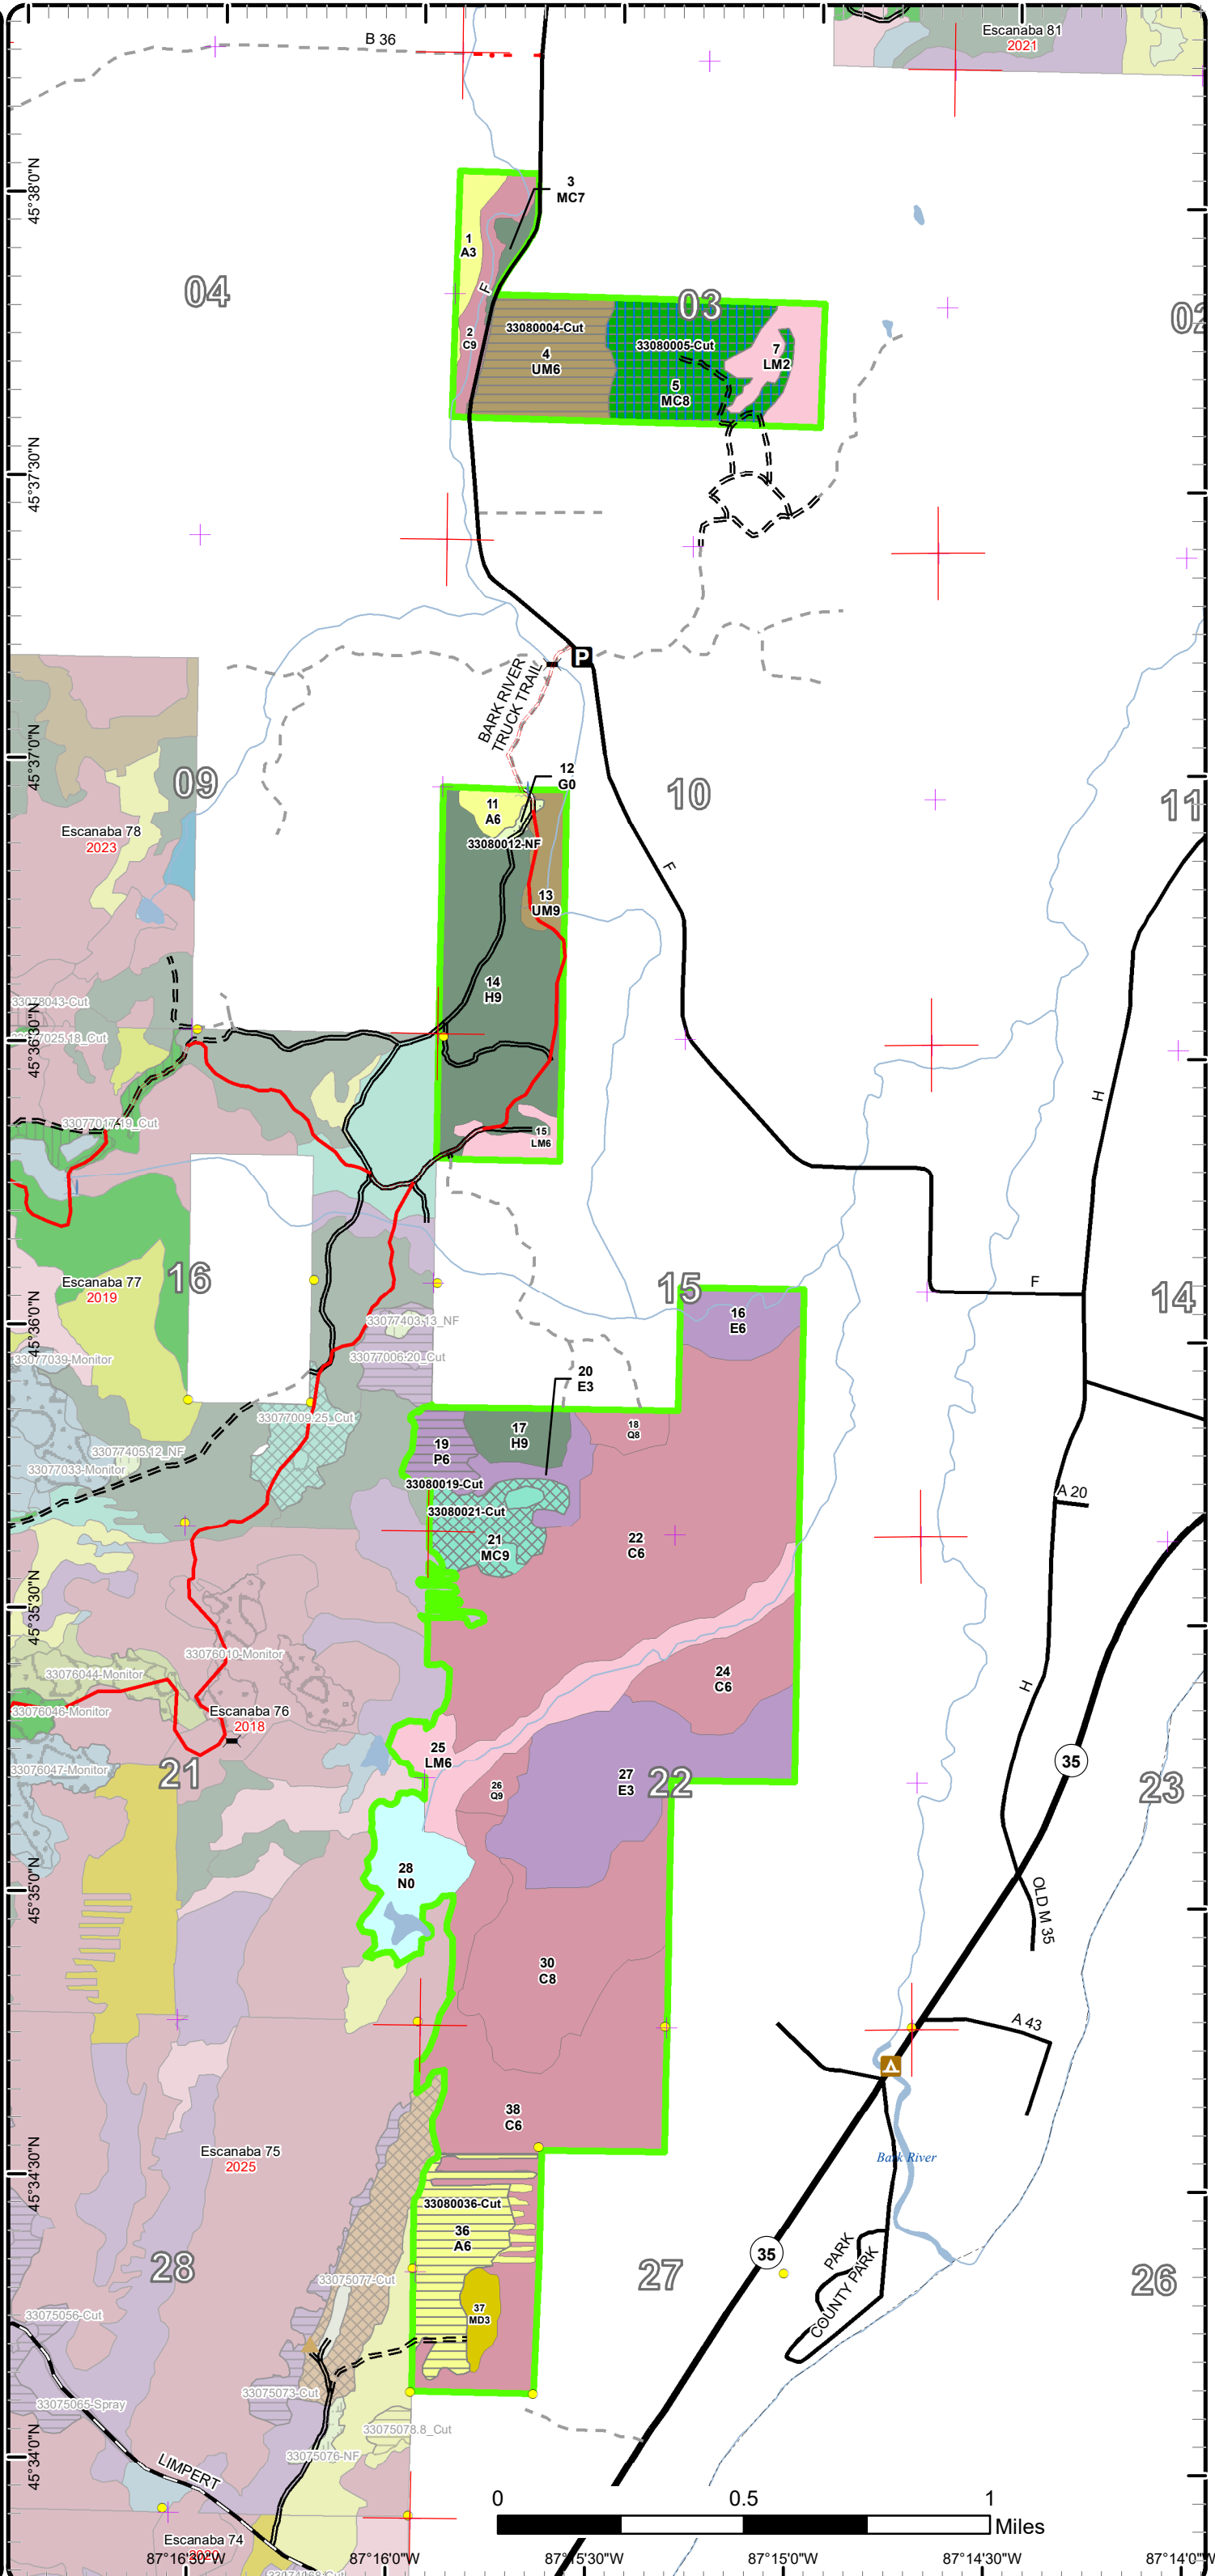 B 36
Escanaba 81
2021
45°38'0"N
3
MC7
1
A3
04
03
02
F
33080004-Cut
2
C9
4
UM6
33080005-Cut
7
LM2
5
MC8
45°37'30"N
P
BARK RIVER
TRUCK TRAIL
45°37'0"N
12
G0
09
10
11
11
A6
Escanaba 78
2023
33080012-NF
F
13
UM9
14
H9
33078043-Cut
45°36'30"N
H
33077017.19_Cut
15
LM6
16
Escanaba 77
2019
15
F
14
16
E6
45°36'0"N
33077403.13_NF
33077039-Monitor
33077006.20_Cut
20
E3
33077009.25_Cut
18
Q8
17
H9
19
P6
33077405.12_NF
33077033-Monitor
33080019-Cut
A 20
33080021-Cut
21
MC9
22
C6
45°35'30"N
33076010-Monitor
33076044-Monitor
24
C6
H
33076046-Monitor
Escanaba 76
2018
25
LM6
35
33076047-Monitor
21
27
E3
22
23
26
Q9
28
N0
45°35'0"N
OLD M 35
30
C8
A 43
38
C6
Escanaba 75
2025
Bark River
45°34'30"N
33080036-Cut
36
A6
35
PARK
COUNTY PARK
28
27
26
33075077-Cut
37
MD3
33075056-Cut
33075073-Cut
33075065-Spray
33075078.8_Cut
45°34'0"N
33075076-NF
LIMPERT
0
0.5
1
Miles
Escanaba 74
2020
87°16'30"W
87°16'0"W
87°15'30"W
87°15'0"W
87°14'30"W
87°14'0"W